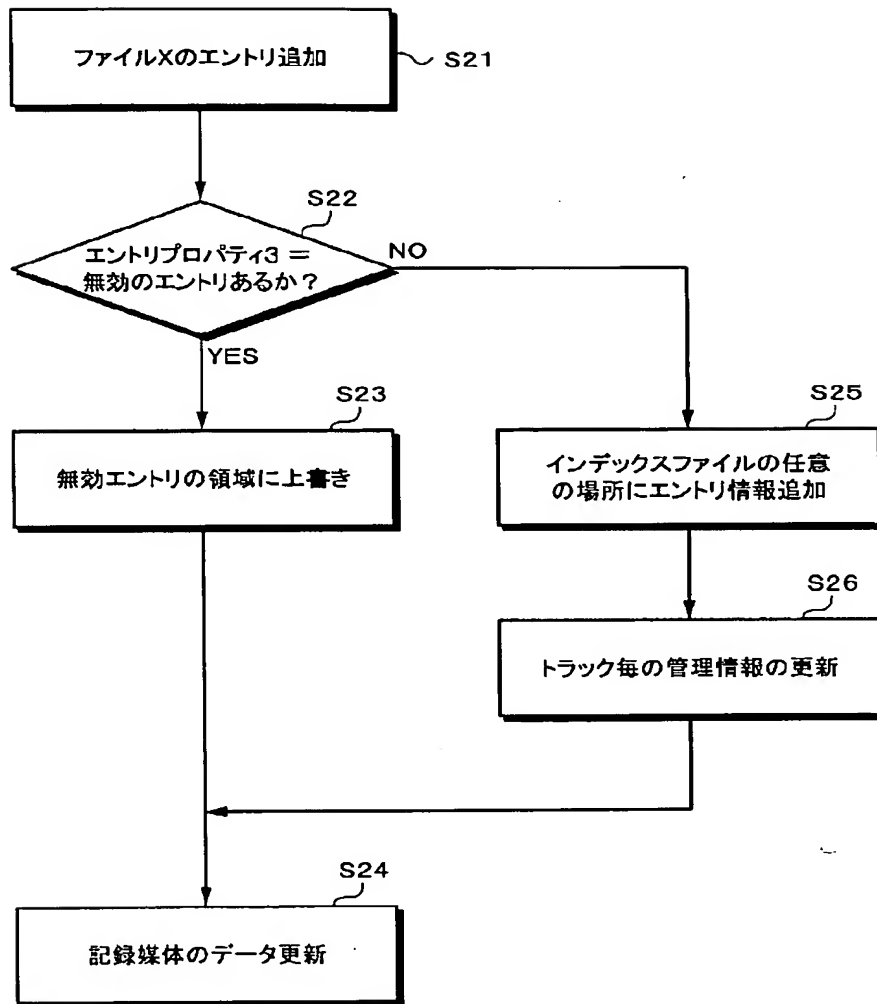 ファイルXのエントリ追加
S21
S22
エントリプロパティ3 =
無効のエントリあるか?
NO
YES
S23
無効エントリの領域に上書き
S25
インデックスファイルの任意
の場所にエントリ情報追加
S26
トラック毎の管理情報の更新
S24
記録媒体のデータ更新